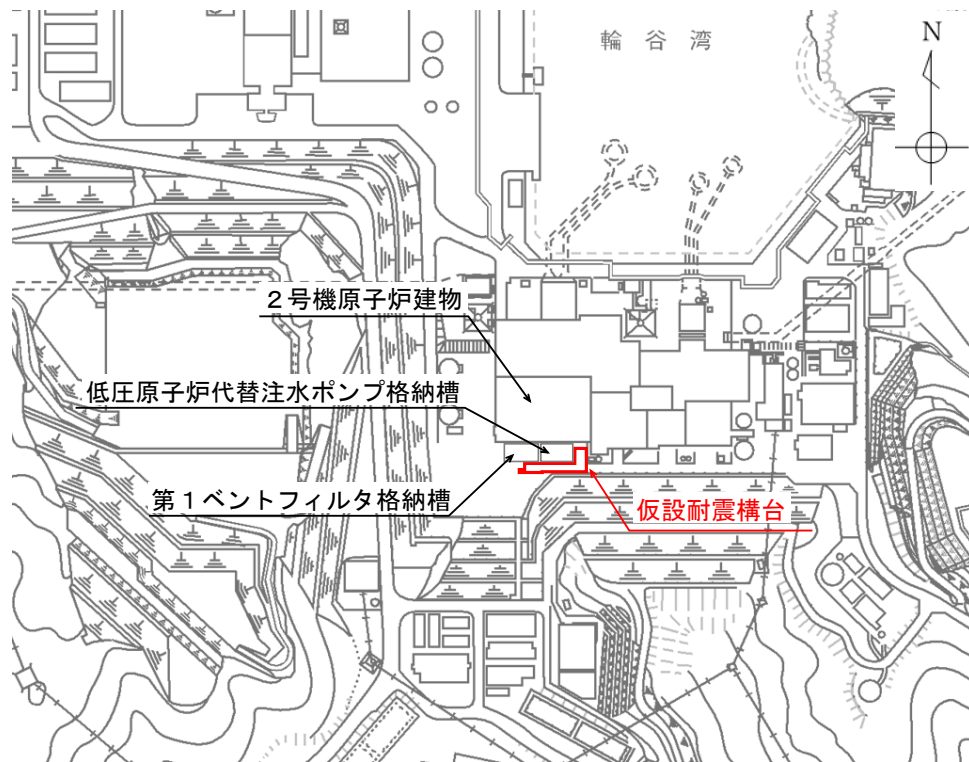 輪谷湾
N
２号機原子炉建物
低圧原子炉代替注水ポンプ格納槽
第１ベントフィルタ格納槽
仮設耐震構台